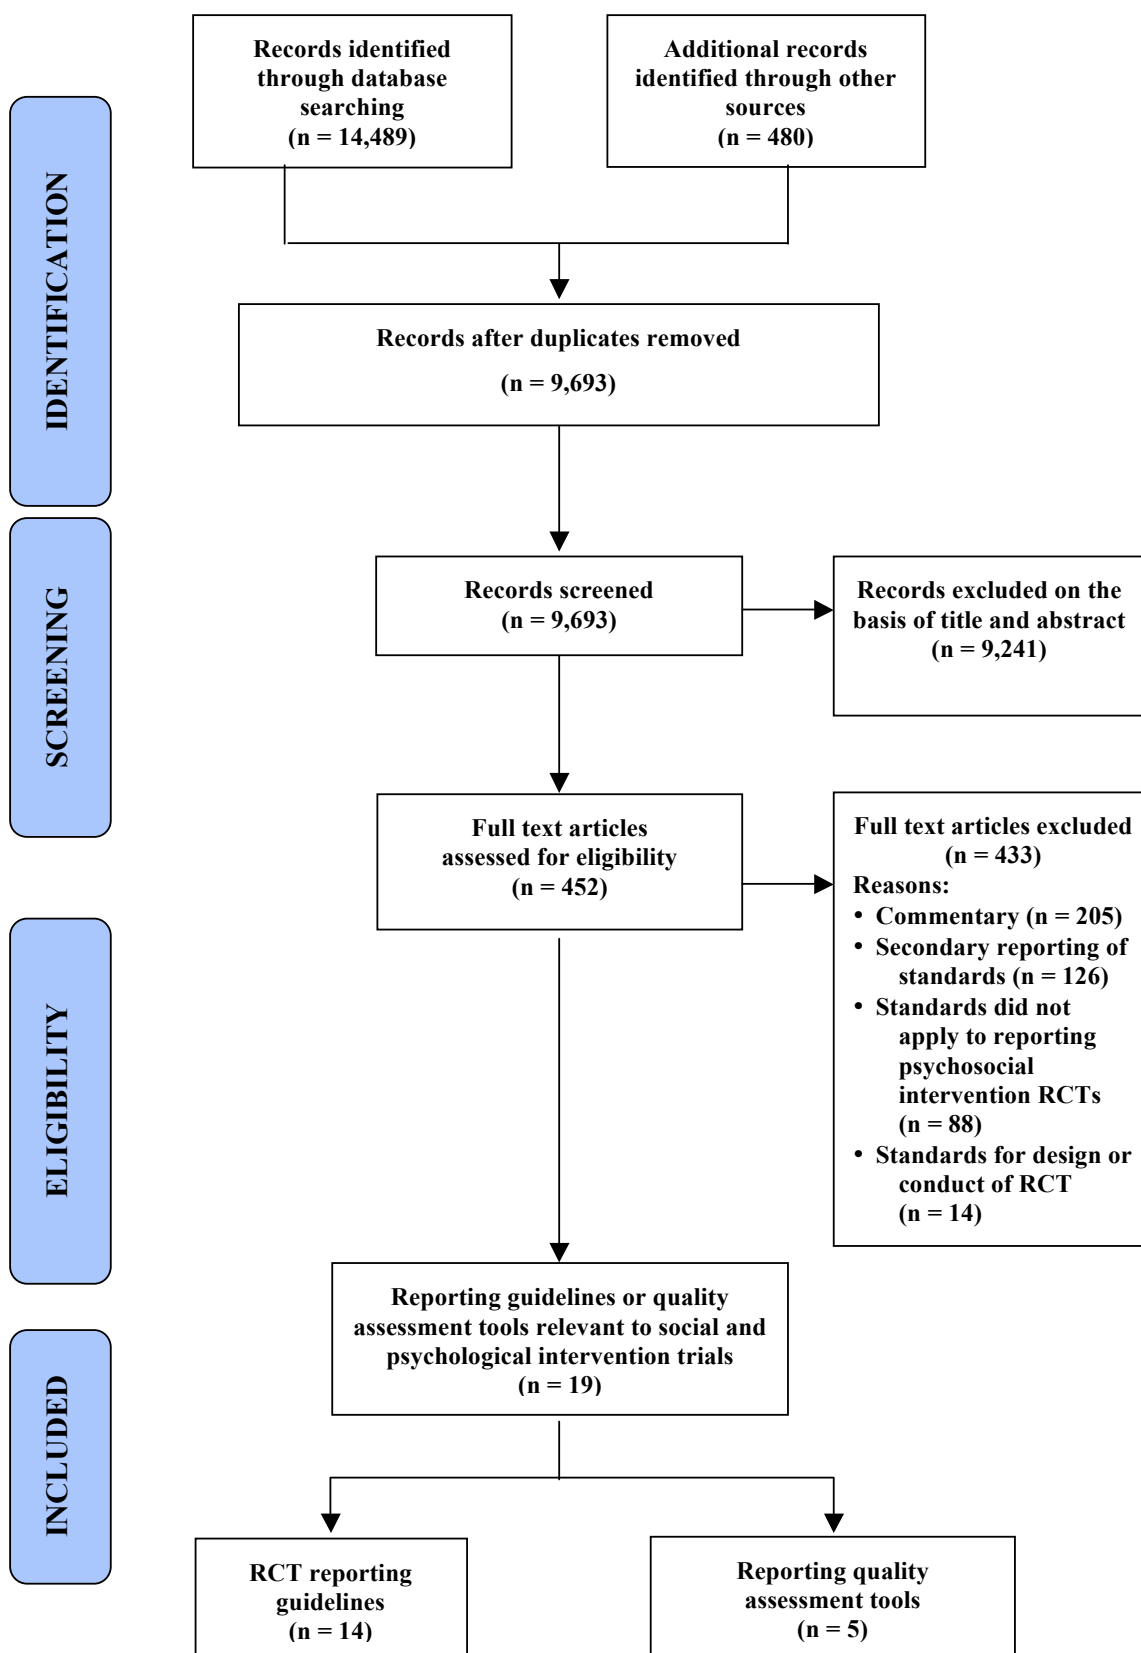 Records identified
through database
searching
(n = 14,489)
Additional records
identified through other
sources
(n = 480)
IDENTIFICATION
Records after duplicates removed
(n = 9,693)
SCREENING
Records screened
(n = 9,693)
Records excluded on the
basis of title and abstract
(n = 9,241)
Full text articles
assessed for eligibility
(n = 452)
Full text articles excluded
(n = 433)
Reasons:
• Commentary (n = 205)
• Secondary reporting of
standards (n = 126)
• Standards did not
apply to reporting
psychosocial
intervention RCTs
(n = 88)
• Standards for design or
conduct of RCT
(n = 14)
ELIGIBILITY
Reporting guidelines or quality
assessment tools relevant to social and
psychological intervention trials
(n = 19)
INCLUDED
RCT reporting
guidelines
(n = 14)
Reporting quality
assessment tools
(n = 5)